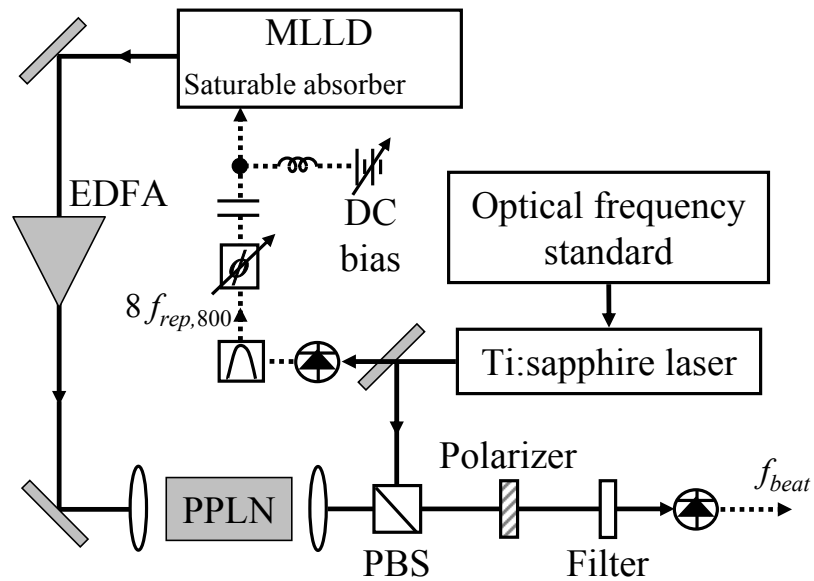 MLLD
Saturable absorber
EDFA
DC
bias
Optical frequency
standard
ϕ
8 f_{rep,800}
Ti:sapphire laser
Polarizer
f_{beat}
PPLN
PBS
Filter